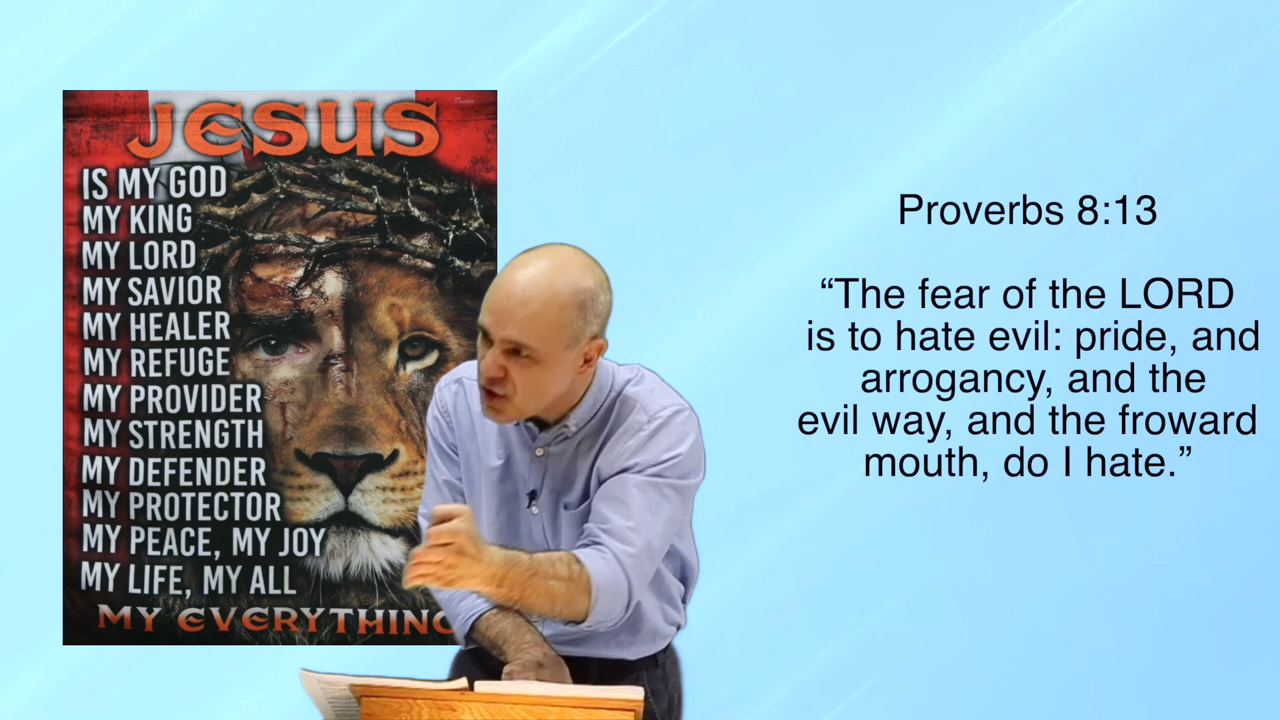 JESUS
IS MY GOD
MY KING
MY LORD
MY SAVIOR
MY HEALER
MY REFUGE
MY PROVIDER
MY STRENGTH
MY DEFENDER
MY PROTECTOR
MY PEACE, MY JOY
MY LIFE, MY ALL
MY EVERYTHING
Proverbs 8:13
“The fear of the LORD
is to hate evil: pride, and
arrogancy, and the
evil way, and the froward
mouth, do I hate.”